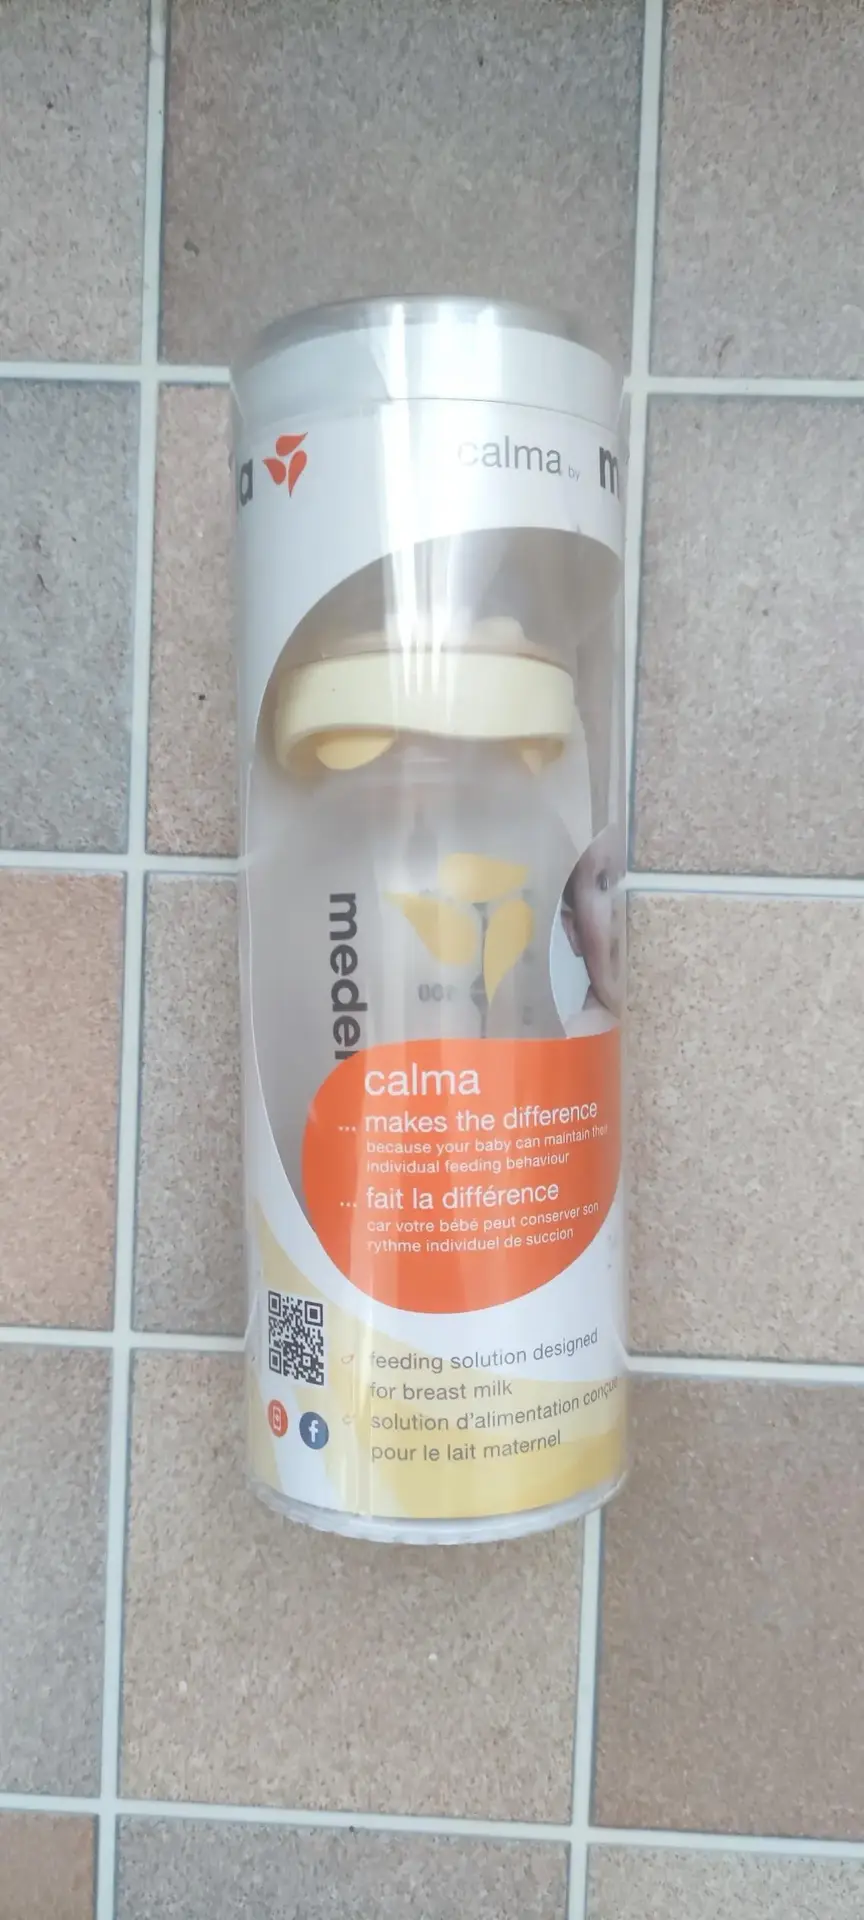 a
calma by m
medel
calma
... makes the difference
because your baby can maintain their
individual feeding behaviour
... fait la différence
car votre bébé peut conserver son
rythme individuel de succion
feeding solution designed
for breast milk
solution d'alimentation conçue
pour le lait maternel
f